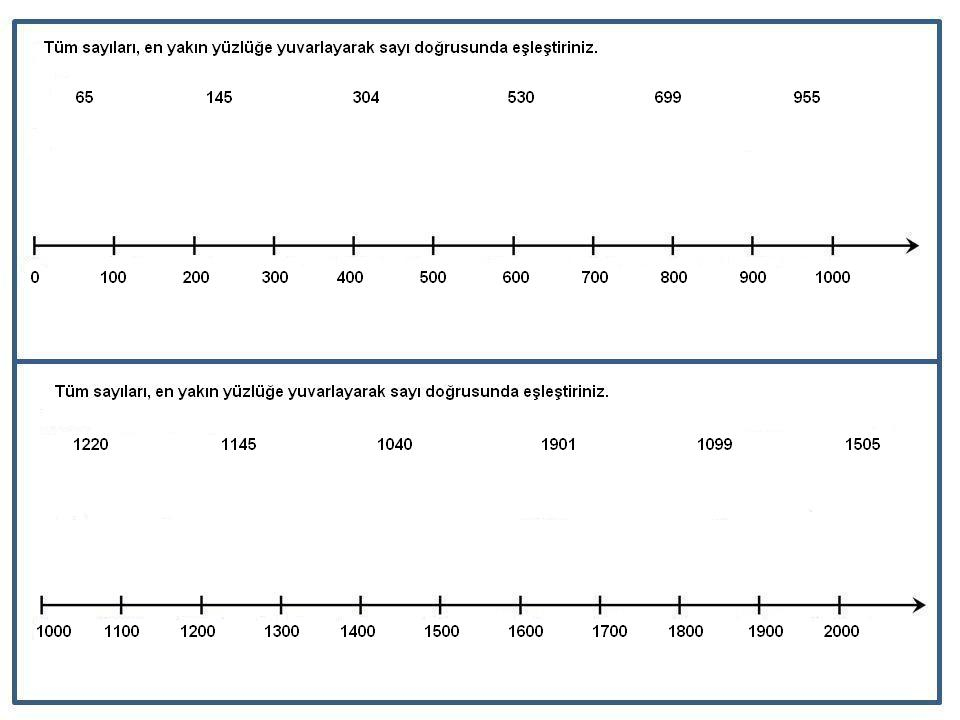 Tüm sayıları, en yakın yüzlüğe yuvarlayarak sayı doğrusunda eşleştiriniz.
65 145 304 530 699 955
0 100 200 300 400 500 600 700 800 900 1000
Tüm sayıları, en yakın yüzlüğe yuvarlayarak sayı doğrusunda eşleştiriniz.
1220 1145 1040 1901 1099 1505
1000 1100 1200 1300 1400 1500 1600 1700 1800 1900 2000